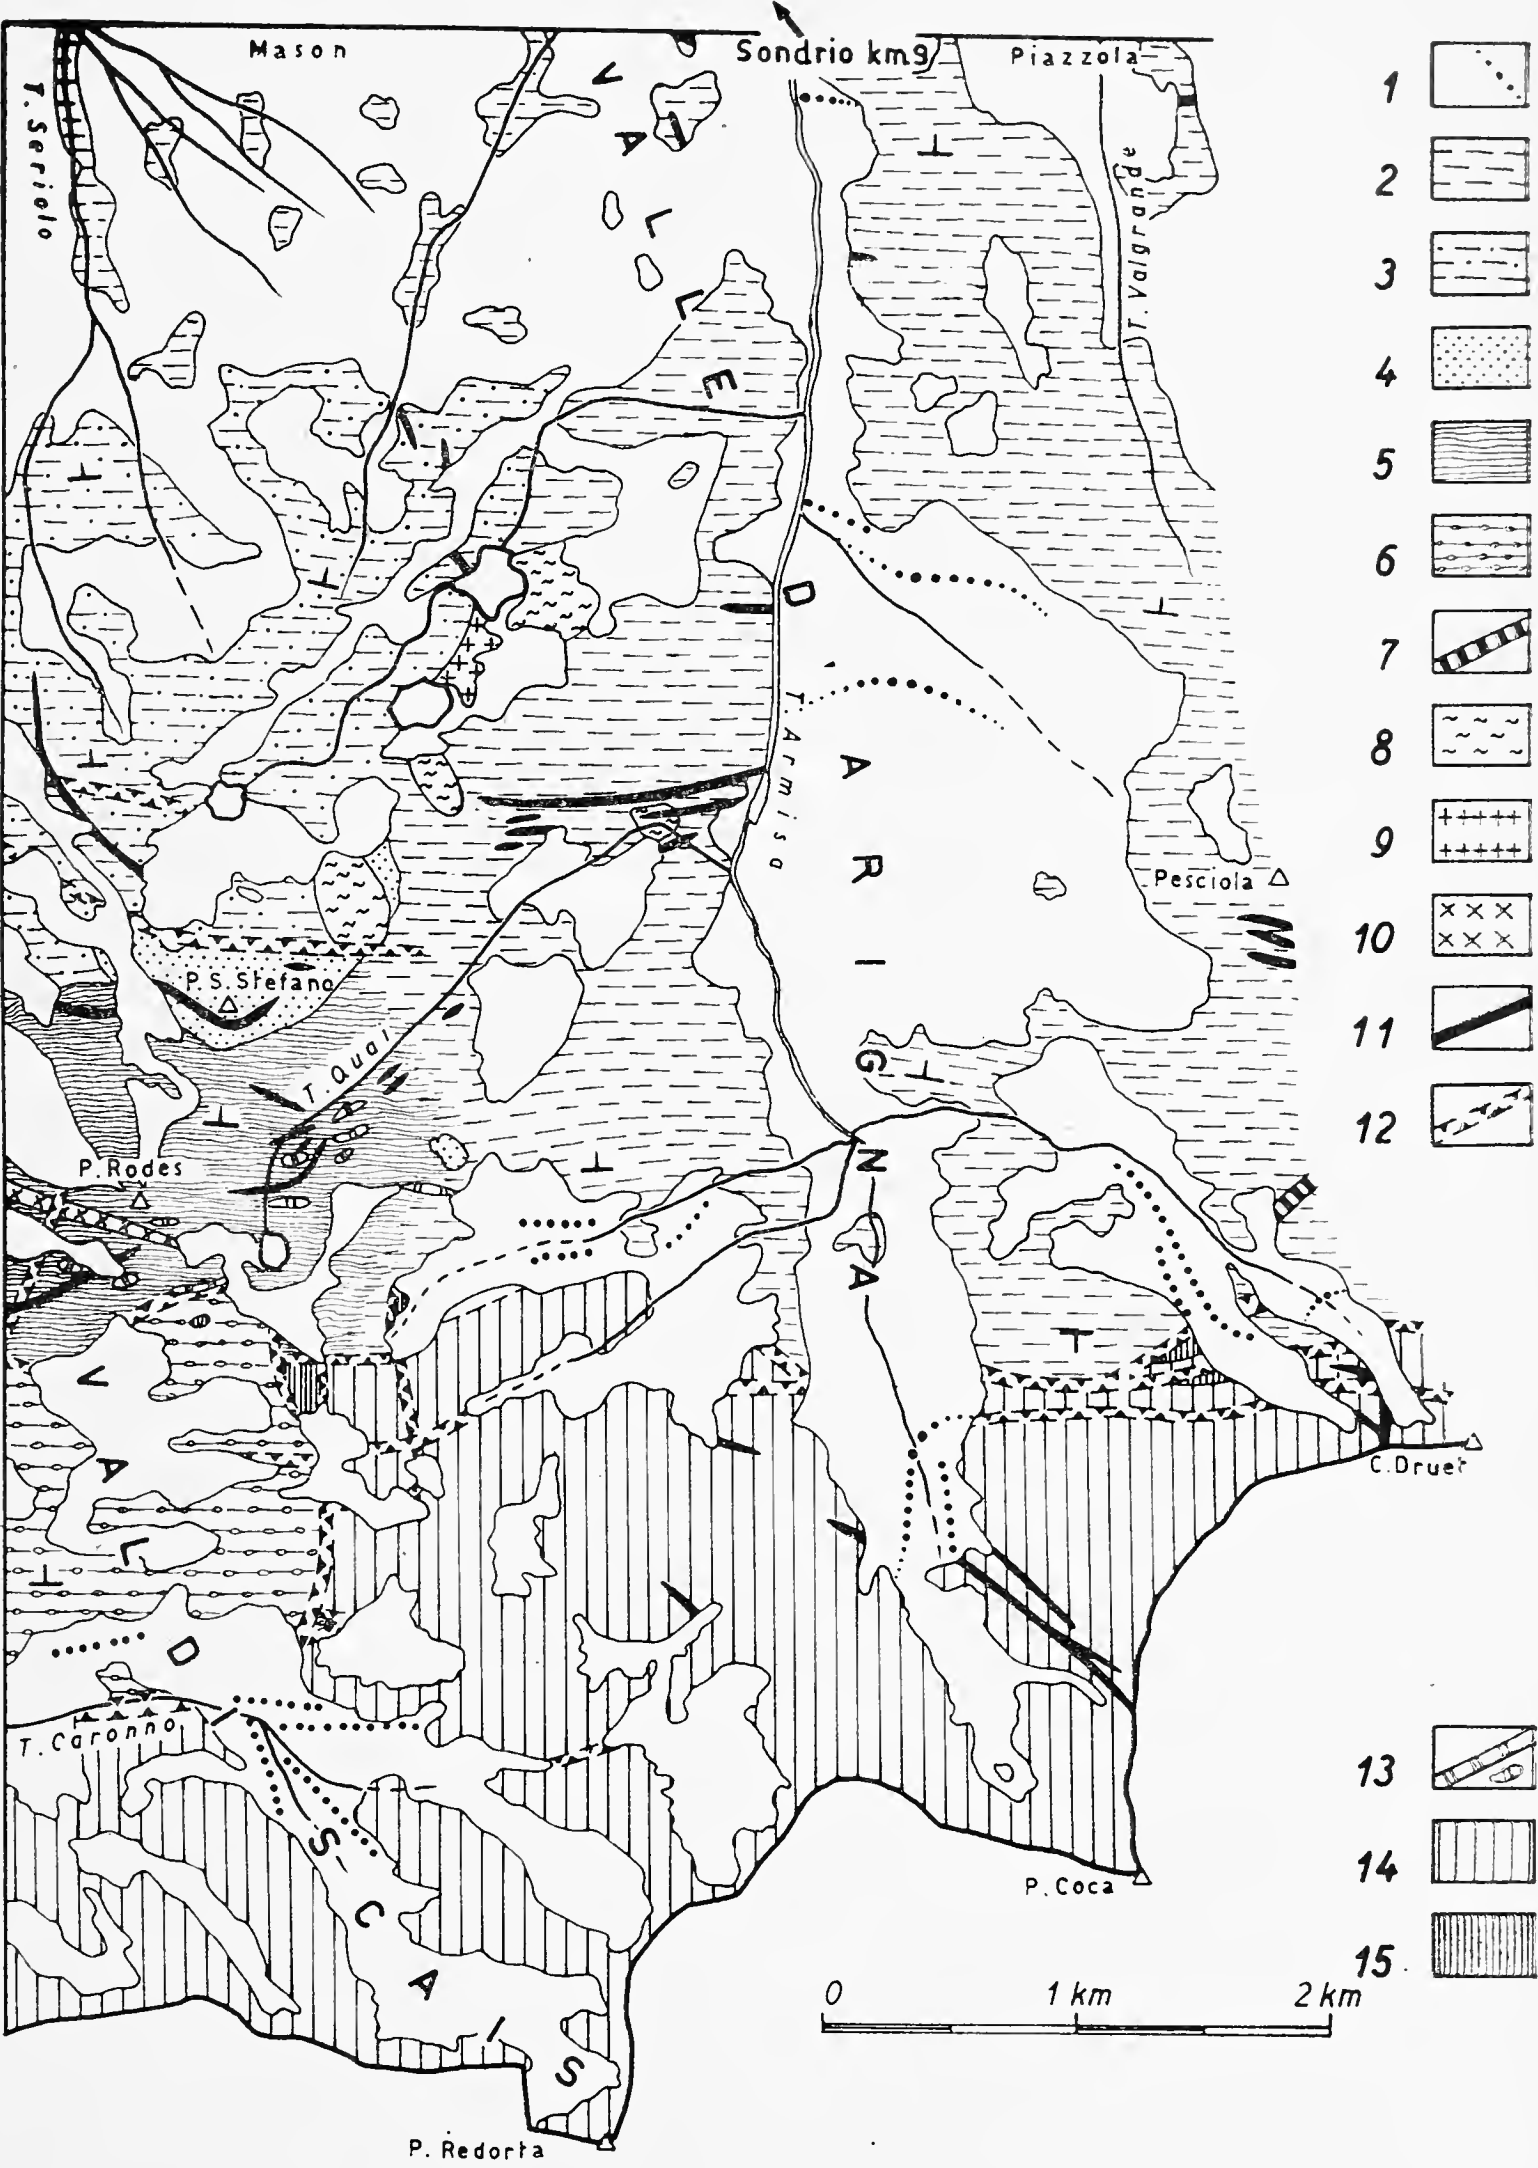 Mason
Sondrio km 9
Piazzola
T. Seriolo
VALLE
D'ARIGNA
T. Valgrande
T. Armisa
Pesciola
P. S. Stefano
T. Quai
P. Rodes
VAL
D
SCAIS
T. Caronno
C. Druet
P. Coca
P. Redorta
0 1 km 2 km
1
2
3
4
5
6
7
8
9
10
11
12
13
14
15